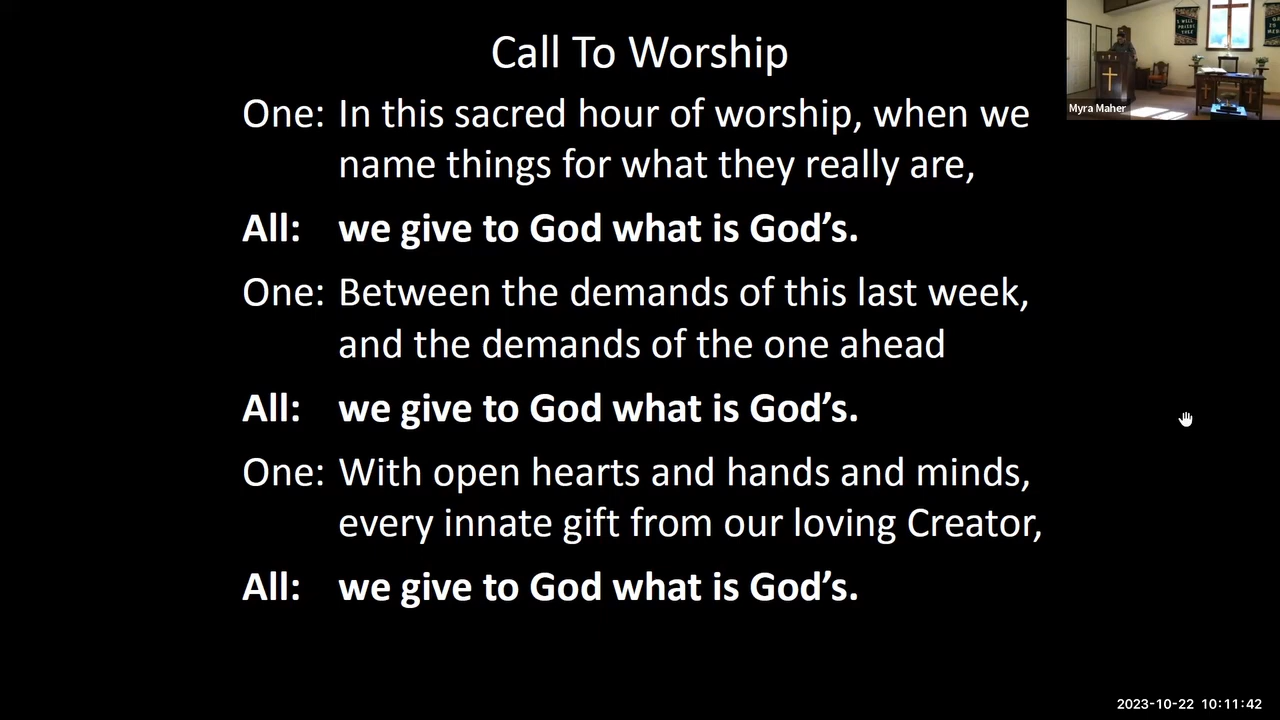 Call To Worship
One: In this sacred hour of worship, when we
name things for what they really are,
All: we give to God what is God’s.
One: Between the demands of this last week,
and the demands of the one ahead
All: we give to God what is God’s.
One: With open hearts and hands and minds,
every innate gift from our loving Creator,
All: we give to God what is God’s.
Myra Maher
2023-10-22 10:11:42